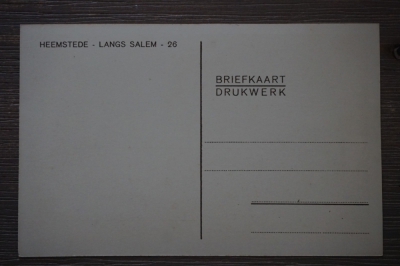 HEEMSTEDE - LANGS SALEM - 26
BRIEFKAART
DRUKWERK